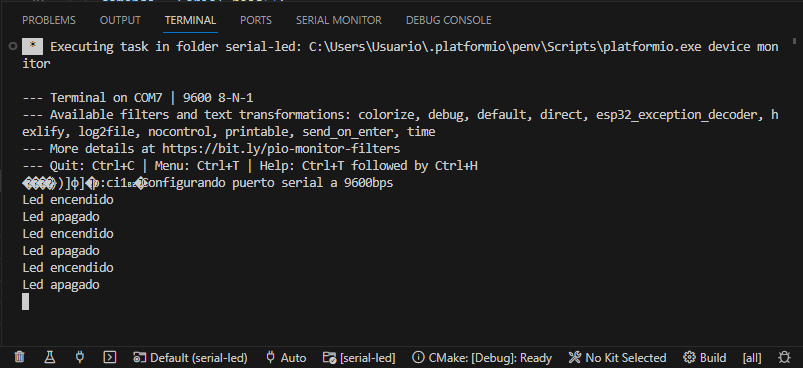 PROBLEMS OUTPUT TERMINAL PORTS SERIAL MONITOR DEBUG CONSOLE
* Executing task in folder serial-led: C:\Users\Usuario\.platformio\penv\Scripts\platformio.exe device mon
itor
--- Terminal on COM7 | 9600 8-N-1
--- Available filters and text transformations: colorize, debug, default, direct, esp32_exception_decoder, h
exlify, log2file, nocontrol, printable, send_on_enter, time
--- More details at https://bit.ly/pio-monitor-filters
--- Quit: Ctrl+C | Menu: Ctrl+T | Help: Ctrl+T followed by Ctrl+H
Configurando puerto serial a 9600bps
Led encendido
Led apagado
Led encendido
Led apagado
Led encendido
Led apagado
Default (serial-led) Auto [serial-led] CMake: [Debug]: Ready No Kit Selected Build [all]